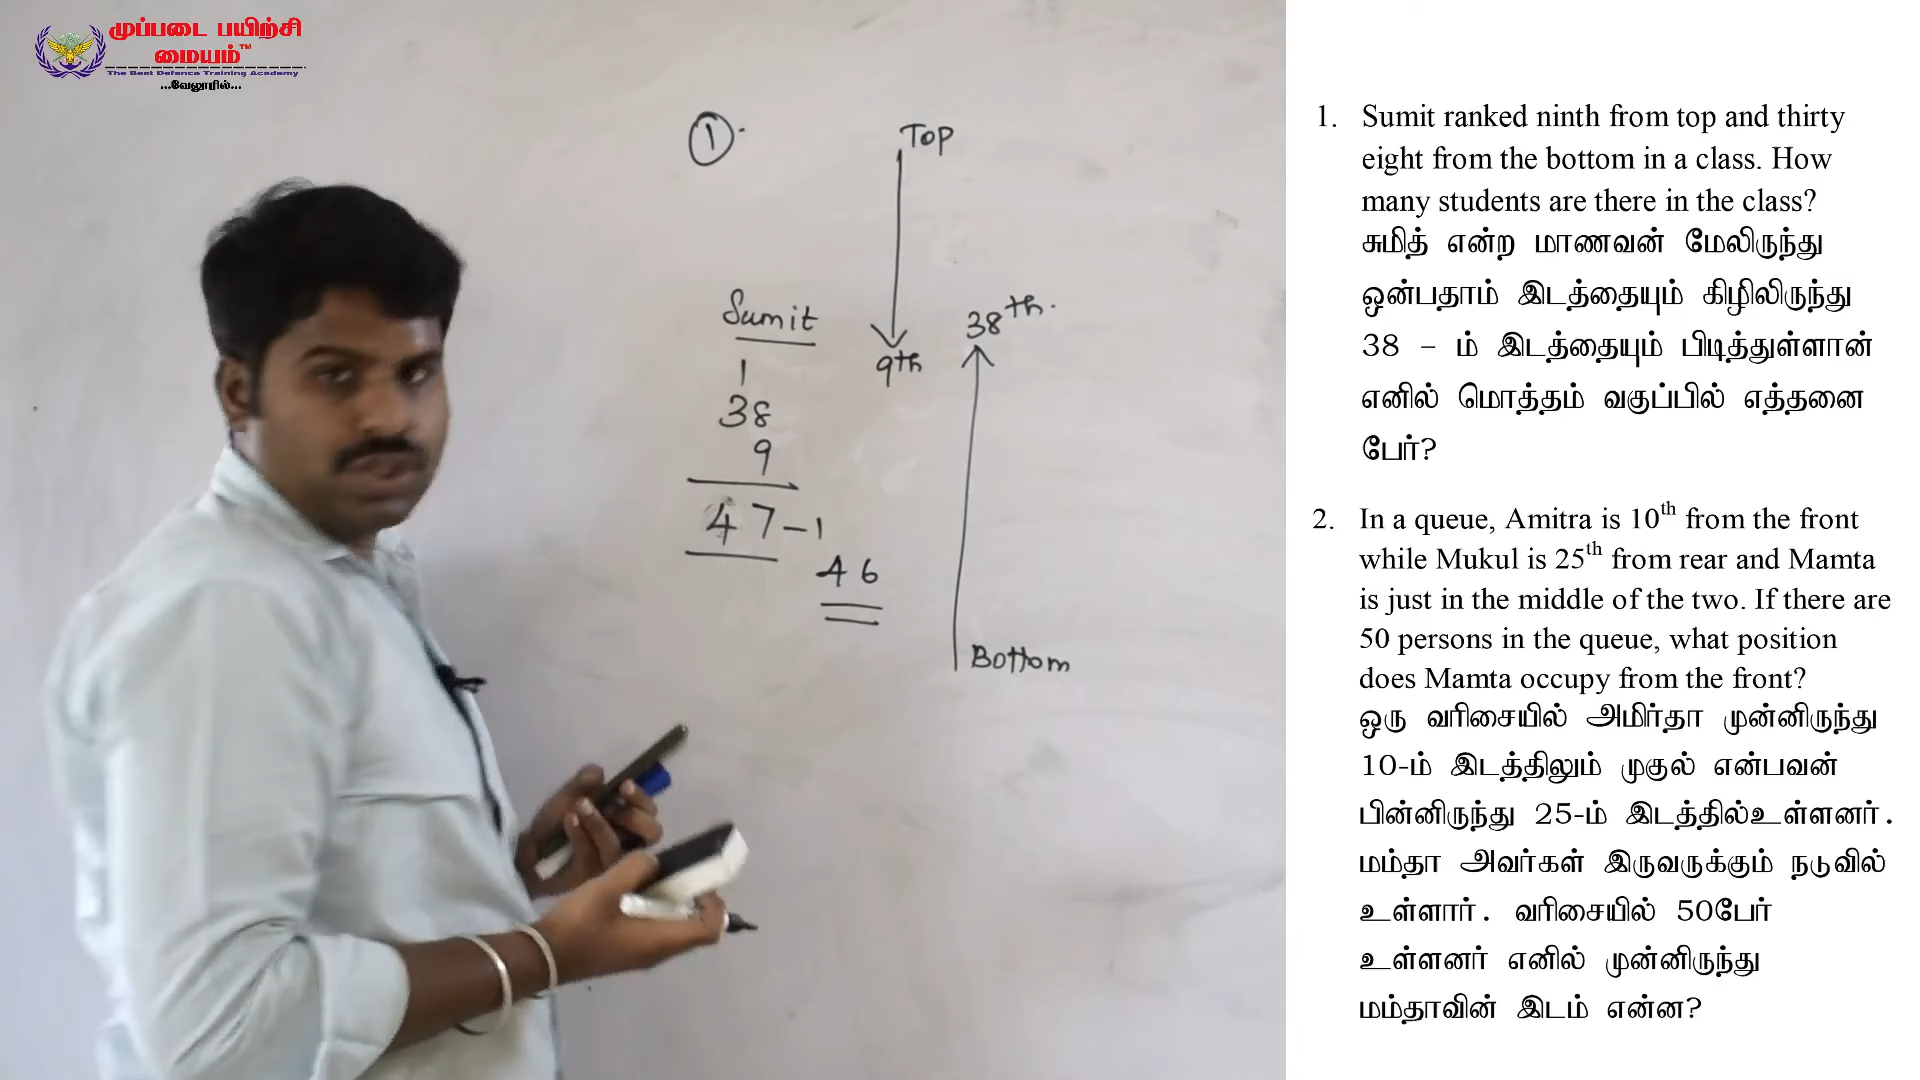 முப்படை பயிற்சி
மையம்™
The Best Defence Training Academy
...வேலூரில்...
1.
Top
Sumit
38th.
9th
1
38
9
47-1
46
Bottom
1. Sumit ranked ninth from top and thirty
eight from the bottom in a class. How
many students are there in the class?
சுமித் என்ற மாணவன் மேலிருந்து
ஒன்பதாம் இடத்தையும் கிழிலிருந்து
38 – ம் இடத்தையும் பிடித்துள்ளான்
எனில் மொத்தம் வகுப்பில் எத்தனை
பேர்?
2. In a queue, Amitra is 10th from the front
while Mukul is 25th from rear and Mamta
is just in the middle of the two. If there are
50 persons in the queue, what position
does Mamta occupy from the front?
ஒரு வரிசையில் அமிர்தா முன்னிருந்து
10-ம் இடத்திலும் முகுல் என்பவன்
பின்னிருந்து 25-ம் இடத்தில்உள்ளனர்.
மம்தா அவர்கள் இருவருக்கும் நடுவில்
உள்ளார். வரிசையில் 50பேர்
உள்ளனர் எனில் முன்னிருந்து
மம்தாவின் இடம் என்ன?